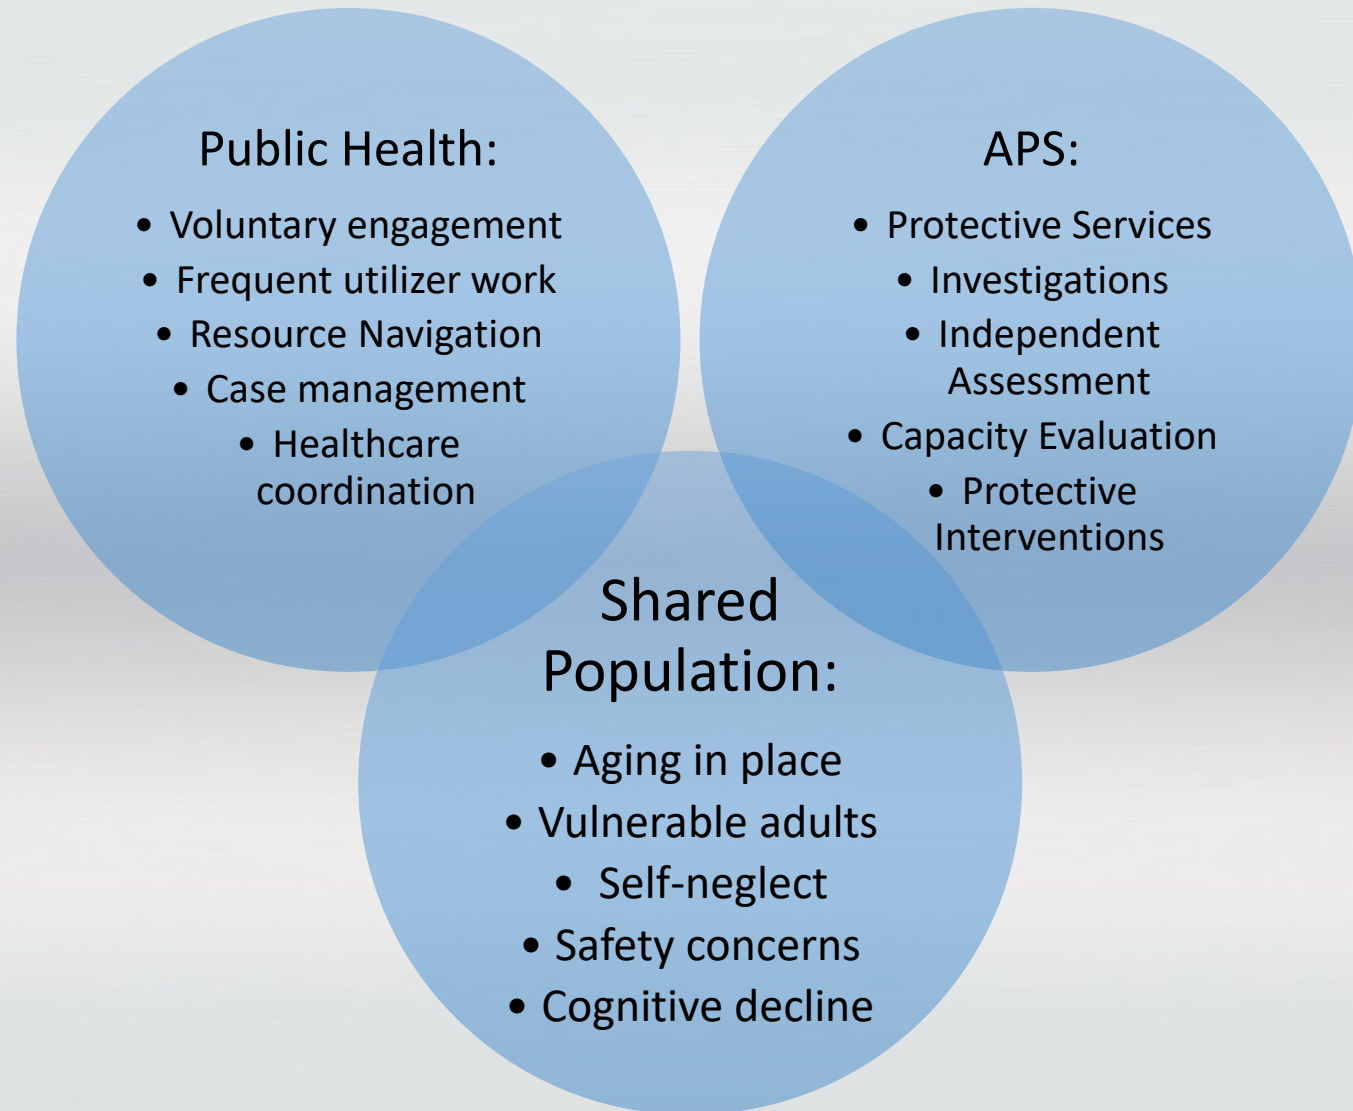 Public Health:
• Voluntary engagement
• Frequent utilizer work
• Resource Navigation
• Case management
• Healthcare
coordination
APS:
• Protective Services
• Investigations
• Independent
Assessment
• Capacity Evaluation
• Protective
Interventions
Shared
Population:
• Aging in place
• Vulnerable adults
• Self-neglect
• Safety concerns
• Cognitive decline